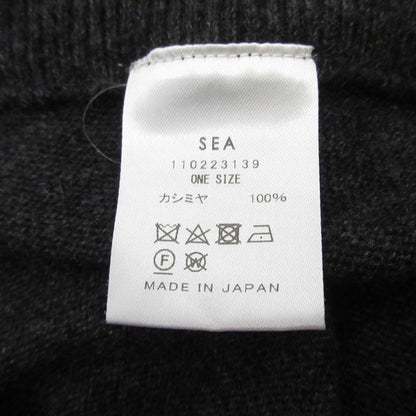 SEA
110223139
ONE SIZE
カシミヤ 100%
F W
MADE IN JAPAN